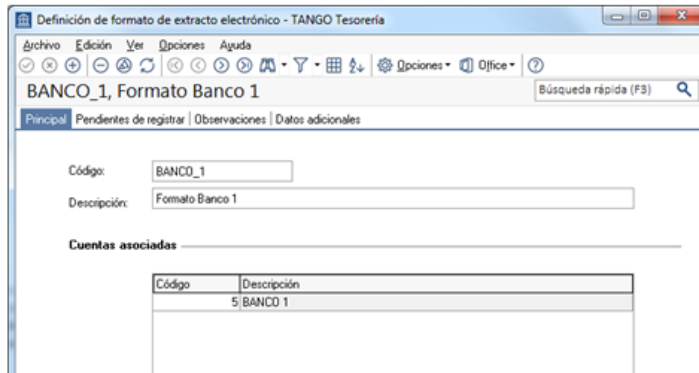 Definición de formato de extracto electrónico - TANGO Tesorería
Archivo Edición Ver Opciones Ayuda
Opciones Office
BANCO_1, Formato Banco 1
Búsqueda rápida (F3)
Principal Pendientes de registrar Observaciones Datos adicionales
Código: BANCO_1
Descripción: Formato Banco 1
Cuentas asociadas
Código Descripción
5 BANCO 1